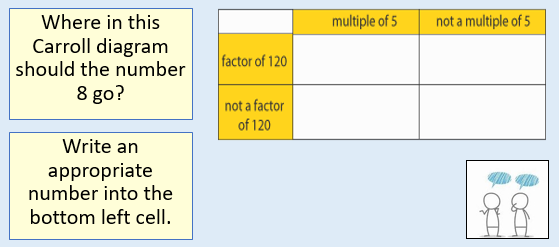 Where in this
Carroll diagram
should the number
8 go?
Write an
appropriate
number into the
bottom left cell.
multiple of 5
not a multiple of 5
factor of 120
not a factor
of 120